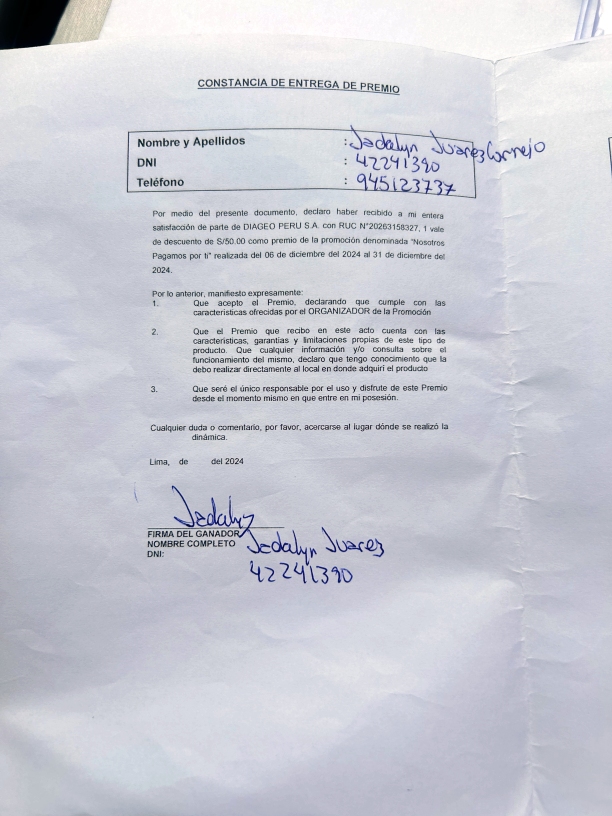 CONSTANCIA DE ENTREGA DE PREMIO
Nombre y Apellidos : Jadalyn Juarez Cornejo
DNI : 42241390
Teléfono : 945123737
Por medio del presente documento, declaro haber recibido a mi entera
satisfacción de parte de DIAGEO PERU S.A. con RUC N°20263158327, 1 vale
de descuento de S/50.00 como premio de la promoción denominada "Nosotros
Pagamos por ti" realizada del 06 de diciembre del 2024 al 31 de diciembre del
2024.
Por lo anterior, manifiesto expresamente:
1. Que acepto el Premio, declarando que cumple con las
características ofrecidas por el ORGANIZADOR de la Promoción
2. Que el Premio que recibo en este acto cuenta con las
características, garantías y limitaciones propias de este tipo de
producto. Que cualquier información y/o consulta sobre el
funcionamiento del mismo, declaro que tengo conocimiento que la
debo realizar directamente al local en donde adquirí el producto
3. Que seré el único responsable por el uso y disfrute de este Premio
desde el momento mismo en que entre en mi posesión.
Cualquier duda o comentario, por favor, acercarse al lugar dónde se realizó la
dinámica.
Lima, de del 2024
FIRMA DEL GANADOR
NOMBRE COMPLETO Jadalyn Juarez
DNI: 42241390